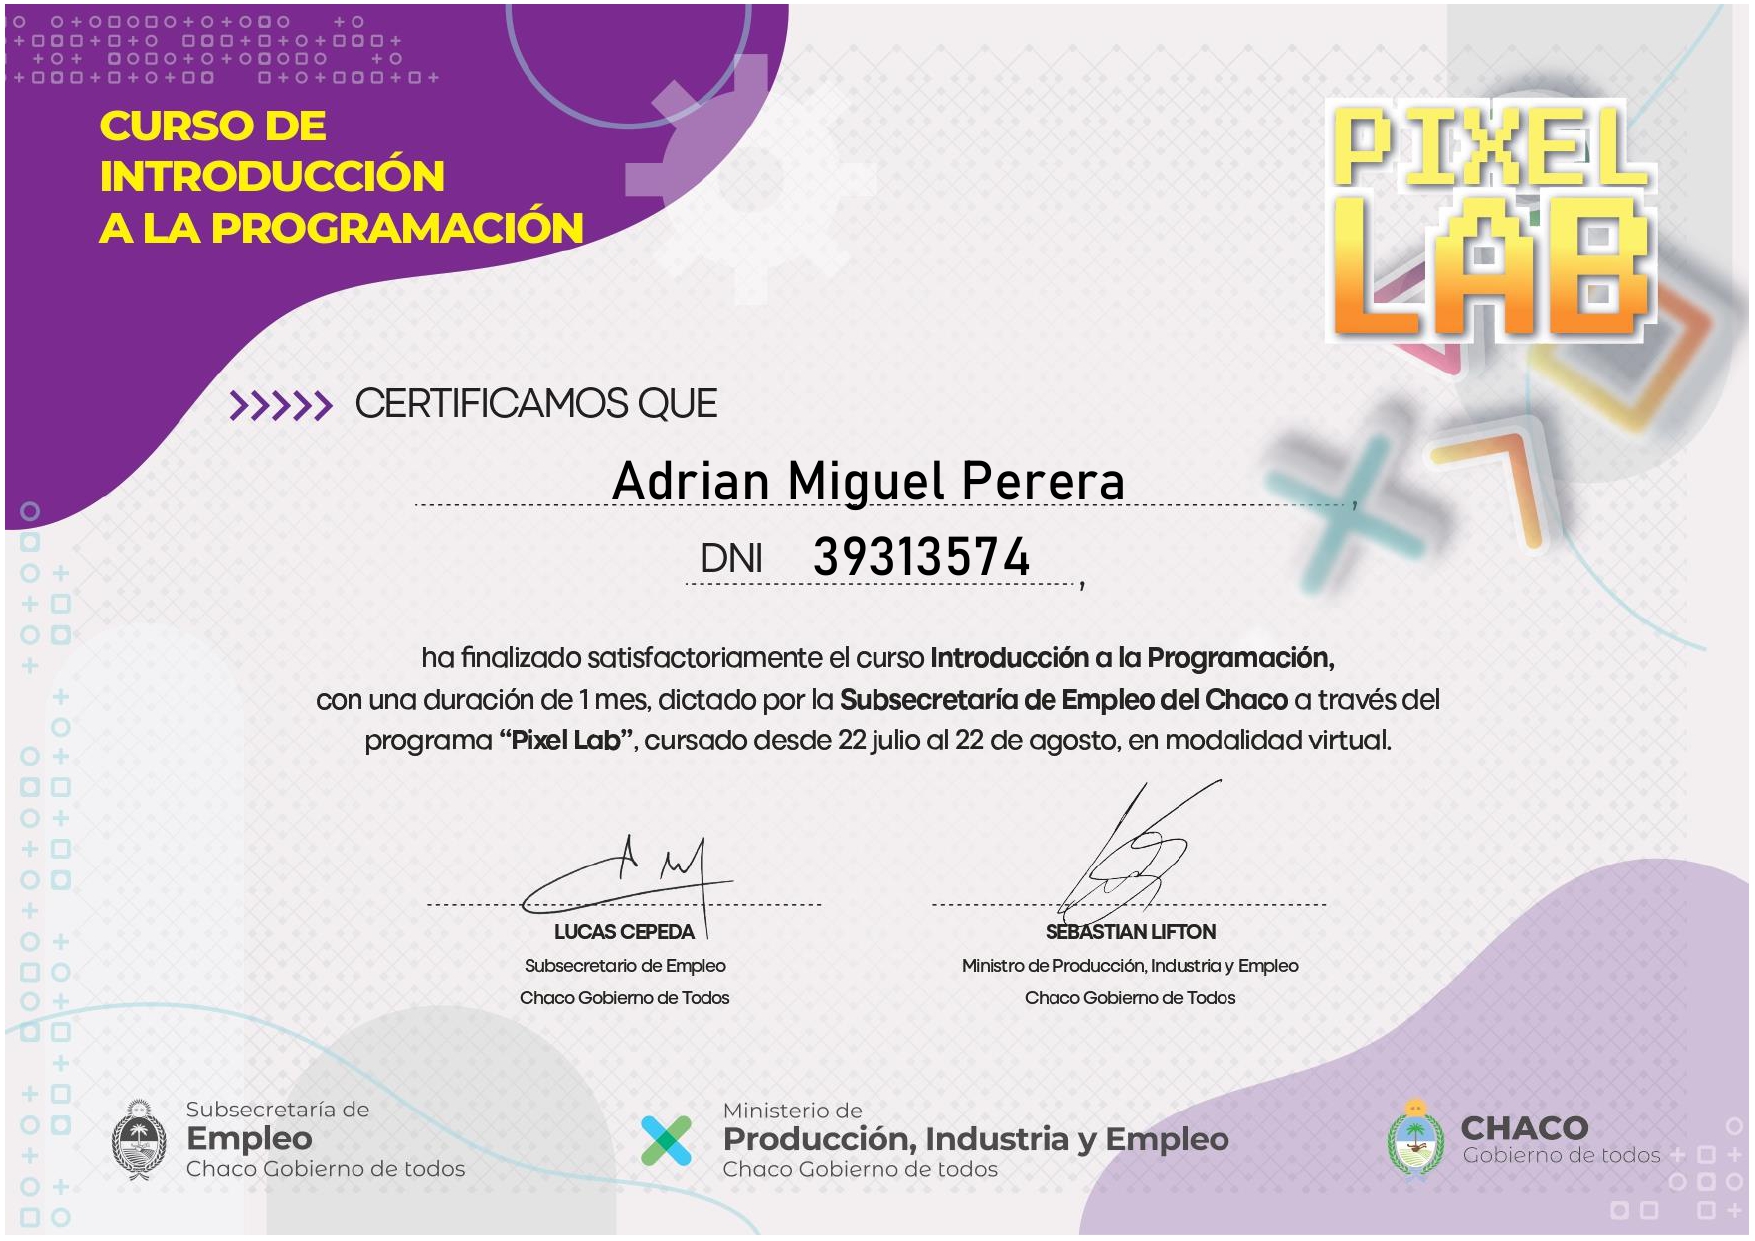 CURSO DE
INTRODUCCIÓN
A LA PROGRAMACIÓN
PIXEL
LAB
CERTIFICAMOS QUE
Adrian Miguel Perera,
DNI 39313574,
ha finalizado satisfactoriamente el curso Introducción a la Programación,
con una duración de 1 mes, dictado por la Subsecretaría de Empleo del Chaco a través del
programa “Pixel Lab”, cursado desde 22 julio al 22 de agosto, en modalidad virtual.
LUCAS CEPEDA
Subsecretario de Empleo
Chaco Gobierno de Todos
SEBASTIAN LIFTON
Ministro de Producción, Industria y Empleo
Chaco Gobierno de Todos
Subsecretaría de
Empleo
Chaco Gobierno de todos
Ministerio de
Producción, Industria y Empleo
Chaco Gobierno de todos
CHACO
Gobierno de todos